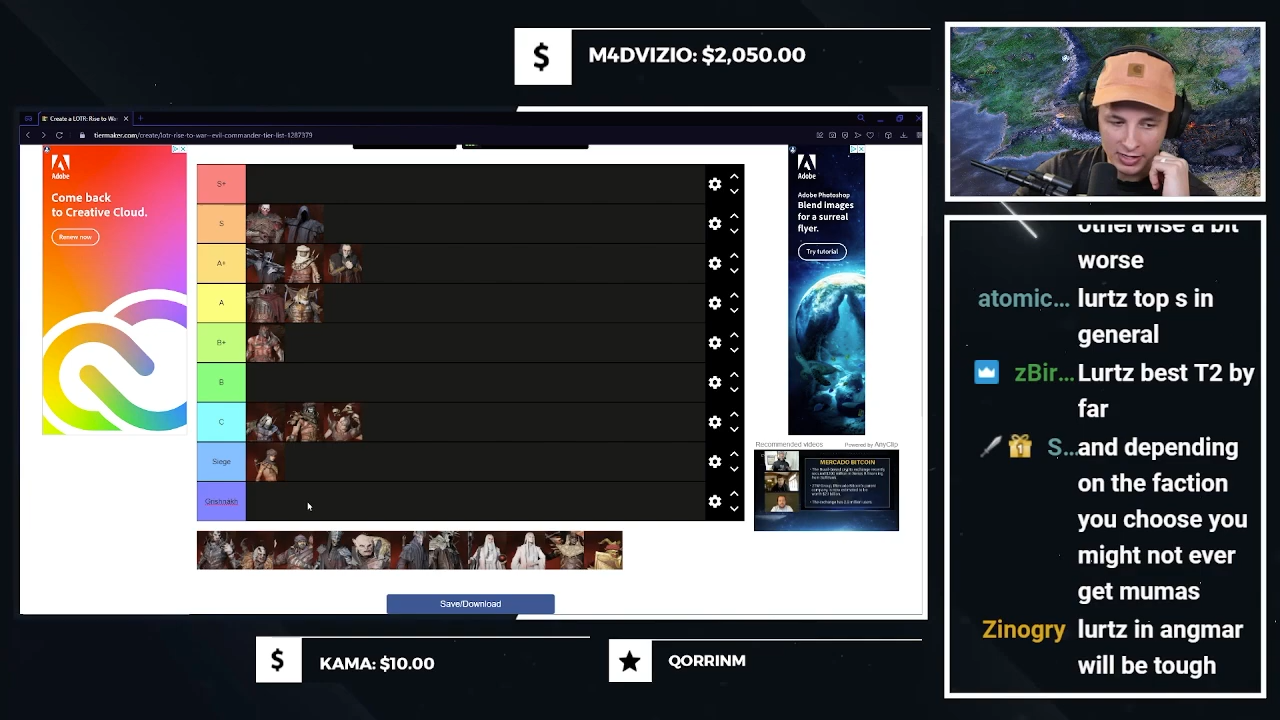 $ M4DVIZIO: $2,050.00
Create a LOTR: Rise to Wa
tiermaker.com/create/lotr-rise-to-war--evil-commander-tier-list-1287379
Adobe
Come back
to Creative Cloud.
Renew now
S+
S
A+
A
B+
B
C
Siege
Grishnakh
Save/Download
Adobe
Adobe Photoshop
Blend images
for a surreal
flyer.
Try tutorial
Recommended videos
Powered by AnyClip
MERCADO BITCOIN
$ KAMA: $10.00
QORRINM
otherwise a bit
worse
atomic... lurtz top s in
general
zBir... Lurtz best T2 by
far
S...and depending
on the faction
you choose you
might not ever
get mumas
Zinogry lurtz in angmar
will be tough